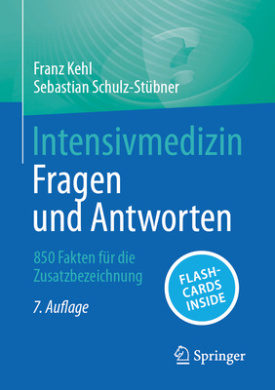 Franz Kehl
Sebastian Schulz-Stübner
Intensivmedizin
Fragen
und Antworten
850 Fakten für die
Zusatzbezeichnung
7. Auflage
FLASH-
CARDS
INSIDE
Springer